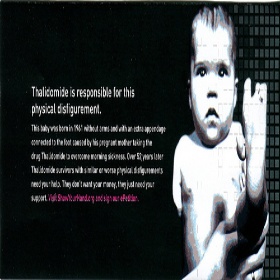 Thalidomide is responsible for this
physical disfigurement.
This baby was born in 1961 without arms and with an extra appendage
connected to the foot caused by his pregnant mother taking the
drug Thalidomide to overcome morning sickness. Over 52 years later
Thalidomide survivors with similar or worse physical disfigurements
need your help. They don't want your money, they just need your
support. Visit ShowYourHand.org and sign our ePetition.